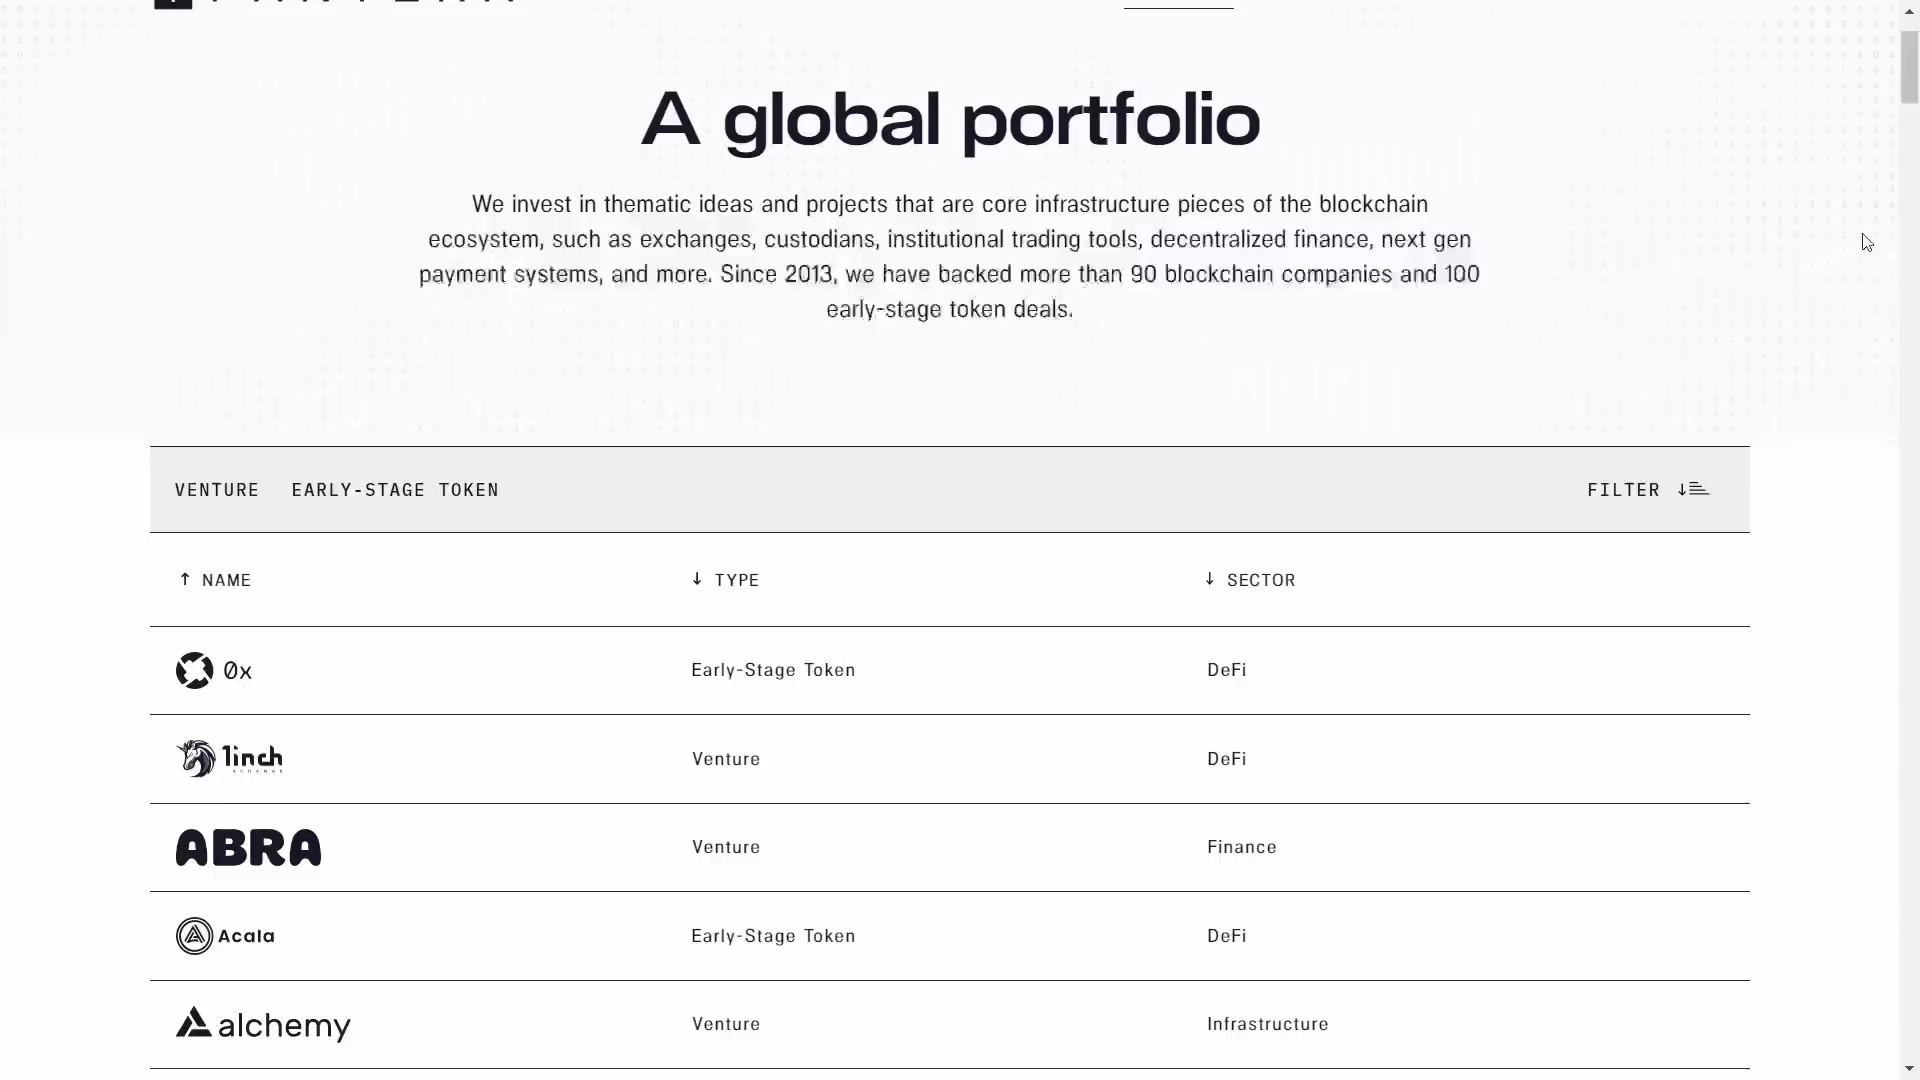 A global portfolio
We invest in thematic ideas and projects that are core infrastructure pieces of the blockchain
ecosystem, such as exchanges, custodians, institutional trading tools, decentralized finance, next gen
payment systems, and more. Since 2013, we have backed more than 90 blockchain companies and 100
early-stage token deals.
VENTURE EARLY-STAGE TOKEN FILTER
↑ NAME ↓ TYPE ↓ SECTOR
0x Early-Stage Token DeFi
1inch Venture DeFi
XCHANGE
ABRA Venture Finance
Acala Early-Stage Token DeFi
alchemy Venture Infrastructure